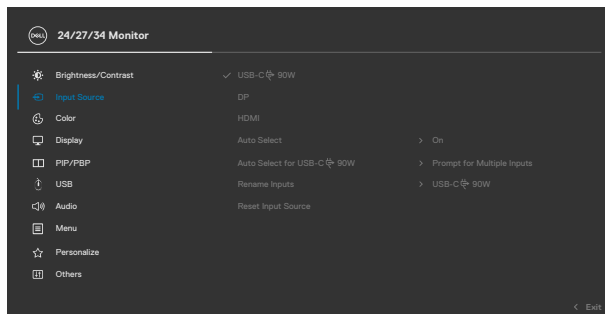 DELL 24/27/34 Monitor
Brightness/Contrast USB-C 90W
Input Source DP
Color HDMI
Display Auto Select On
PIP/PBP Auto Select for USB-C 90W Prompt for Multiple Inputs
USB Rename Inputs USB-C 90W
Audio Reset Input Source
Menu
Personalize
Others
Exit